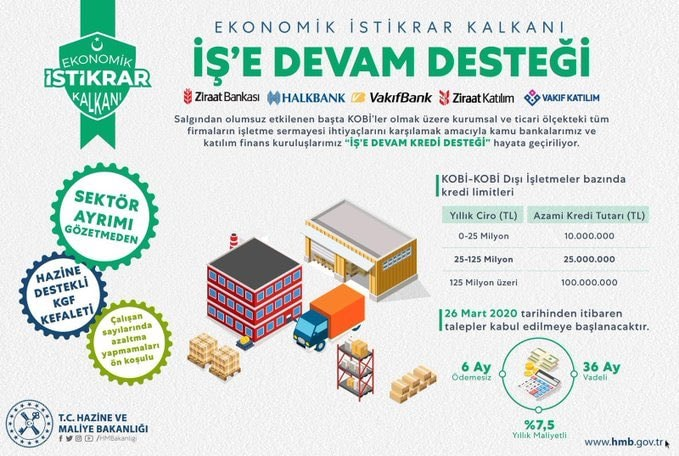 EKONOMİK İSTİKRAR KALKANI
İŞ'E DEVAM DESTEĞİ
EKONOMİK
İSTİKRAR
KALKANI
Ziraat Bankası HALKBANK VakıfBank Ziraat Katılım VAKIF KATILIM
Salgından olumsuz etkilenen başta KOBİ'ler olmak üzere kurumsal ve ticari ölçekteki tüm
firmaların işletme sermayesi ihtiyaçlarını karşılamak amacıyla kamu bankalarımız ve
katılım finans kuruluşlarımız “İŞ'E DEVAM KREDİ DESTEĞİ” hayata geçiriliyor.
SEKTÖR
AYRIMI
GÖZETMEDEN
HAZİNE
DESTEKLİ
KGF
KEFALETİ
Çalışan
sayılarında
azaltma
yapmamaları
ön koşulu
KOBİ-KOBİ Dışı İşletmeler bazında
kredi limitleri
Yıllık Ciro (TL) Azami Kredi Tutarı (TL)
0-25 Milyon 10.000.000
25-125 Milyon 25.000.000
125 Milyon üzeri 100.000.000
26 Mart 2020 tarihinden itibaren
talepler kabul edilmeye başlanacaktır.
6 Ay
Ödemesiz
36 Ay
Vadeli
%7,5
Yıllık Maliyetli
T.C. HAZİNE VE
MALİYE BAKANLIĞI
/HMBakanligi
www.hmb.gov.tr